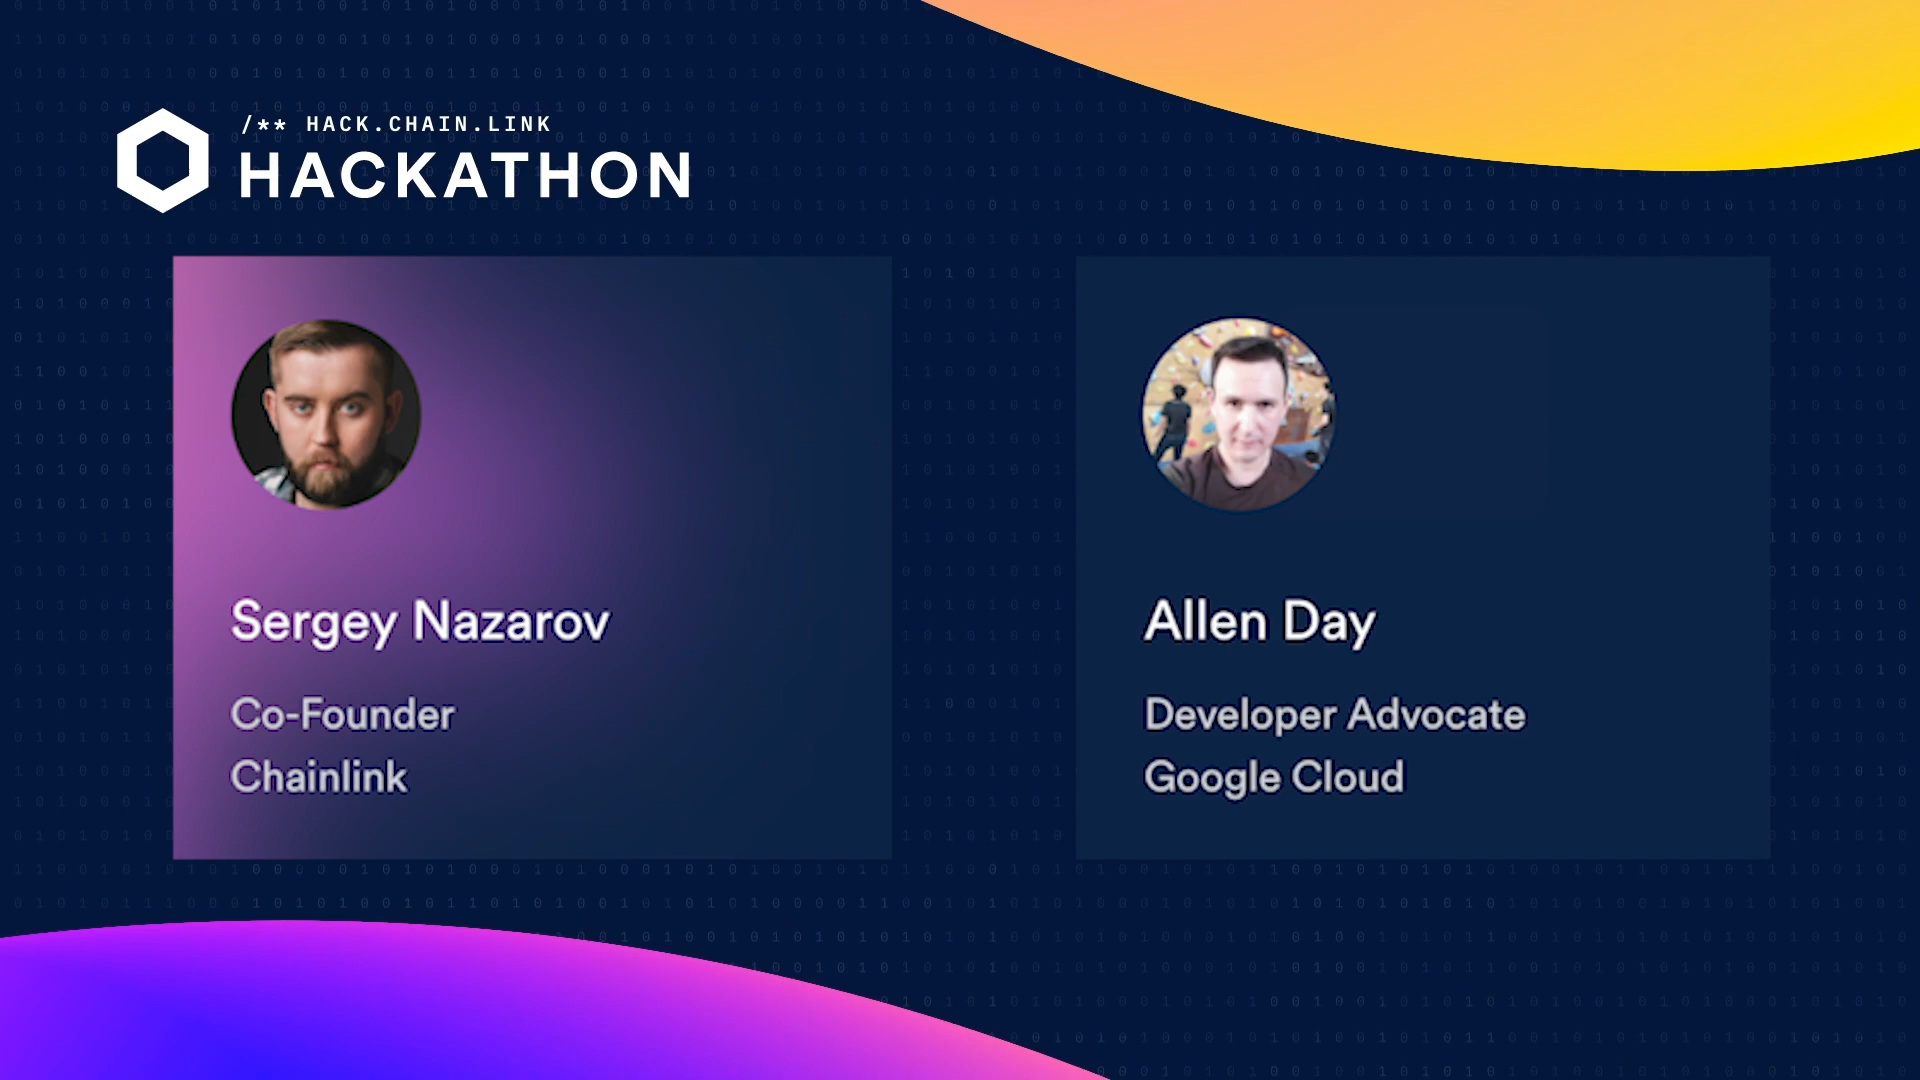 /** HACK.CHAIN.LINK
HACKATHON
Sergey Nazarov
Co-Founder
Chainlink
Allen Day
Developer Advocate
Google Cloud